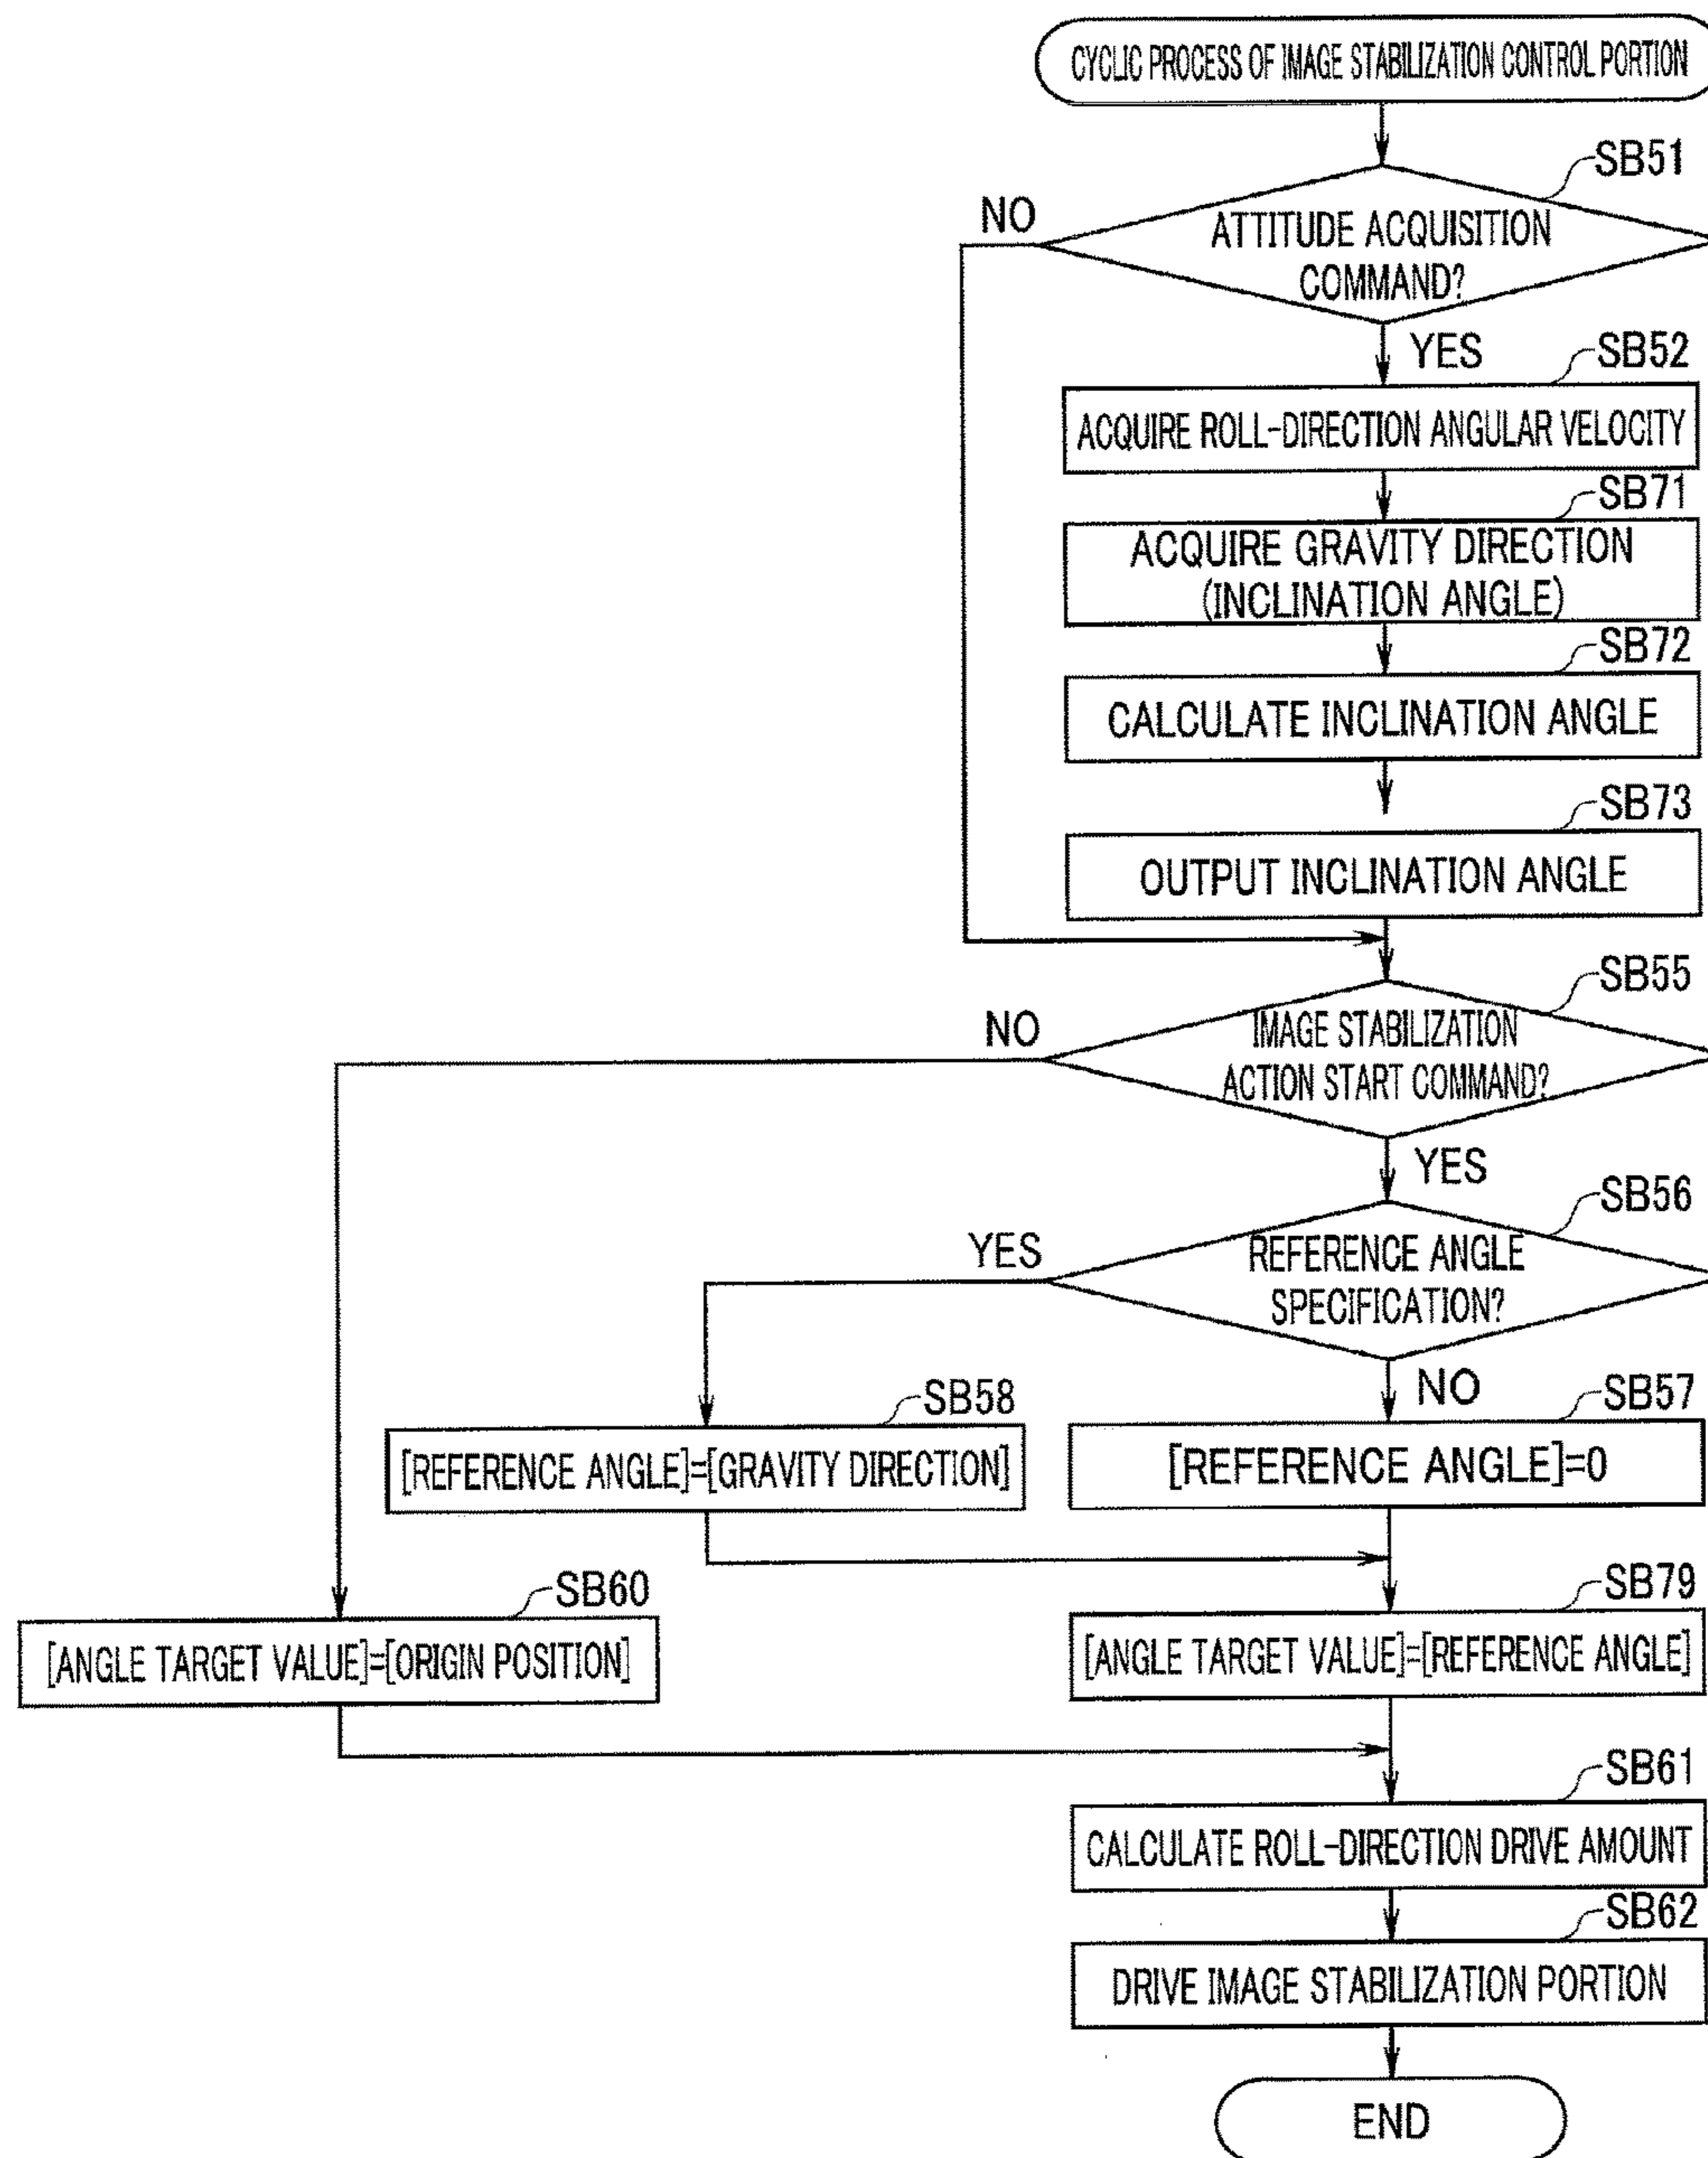 CYCLIC PROCESS OF IMAGE STABILIZATION CONTROL PORTION
SB51
NO
ATTITUDE ACQUISITION
COMMAND?
YES
SB52
ACQUIRE ROLL-DIRECTION ANGULAR VELOCITY
SB71
ACQUIRE GRAVITY DIRECTION
(INCLINATION ANGLE)
SB72
CALCULATE INCLINATION ANGLE
SB73
OUTPUT INCLINATION ANGLE
SB55
NO
IMAGE STABILIZATION
ACTION START COMMAND?
YES
SB56
YES
REFERENCE ANGLE
SPECIFICATION?
NO
SB58
SB57
[REFERENCE ANGLE]=[GRAVITY DIRECTION]
[REFERENCE ANGLE]=0
SB60
SB79
[ANGLE TARGET VALUE]=[ORIGIN POSITION]
[ANGLE TARGET VALUE]=[REFERENCE ANGLE]
SB61
CALCULATE ROLL-DIRECTION DRIVE AMOUNT
SB62
DRIVE IMAGE STABILIZATION PORTION
END